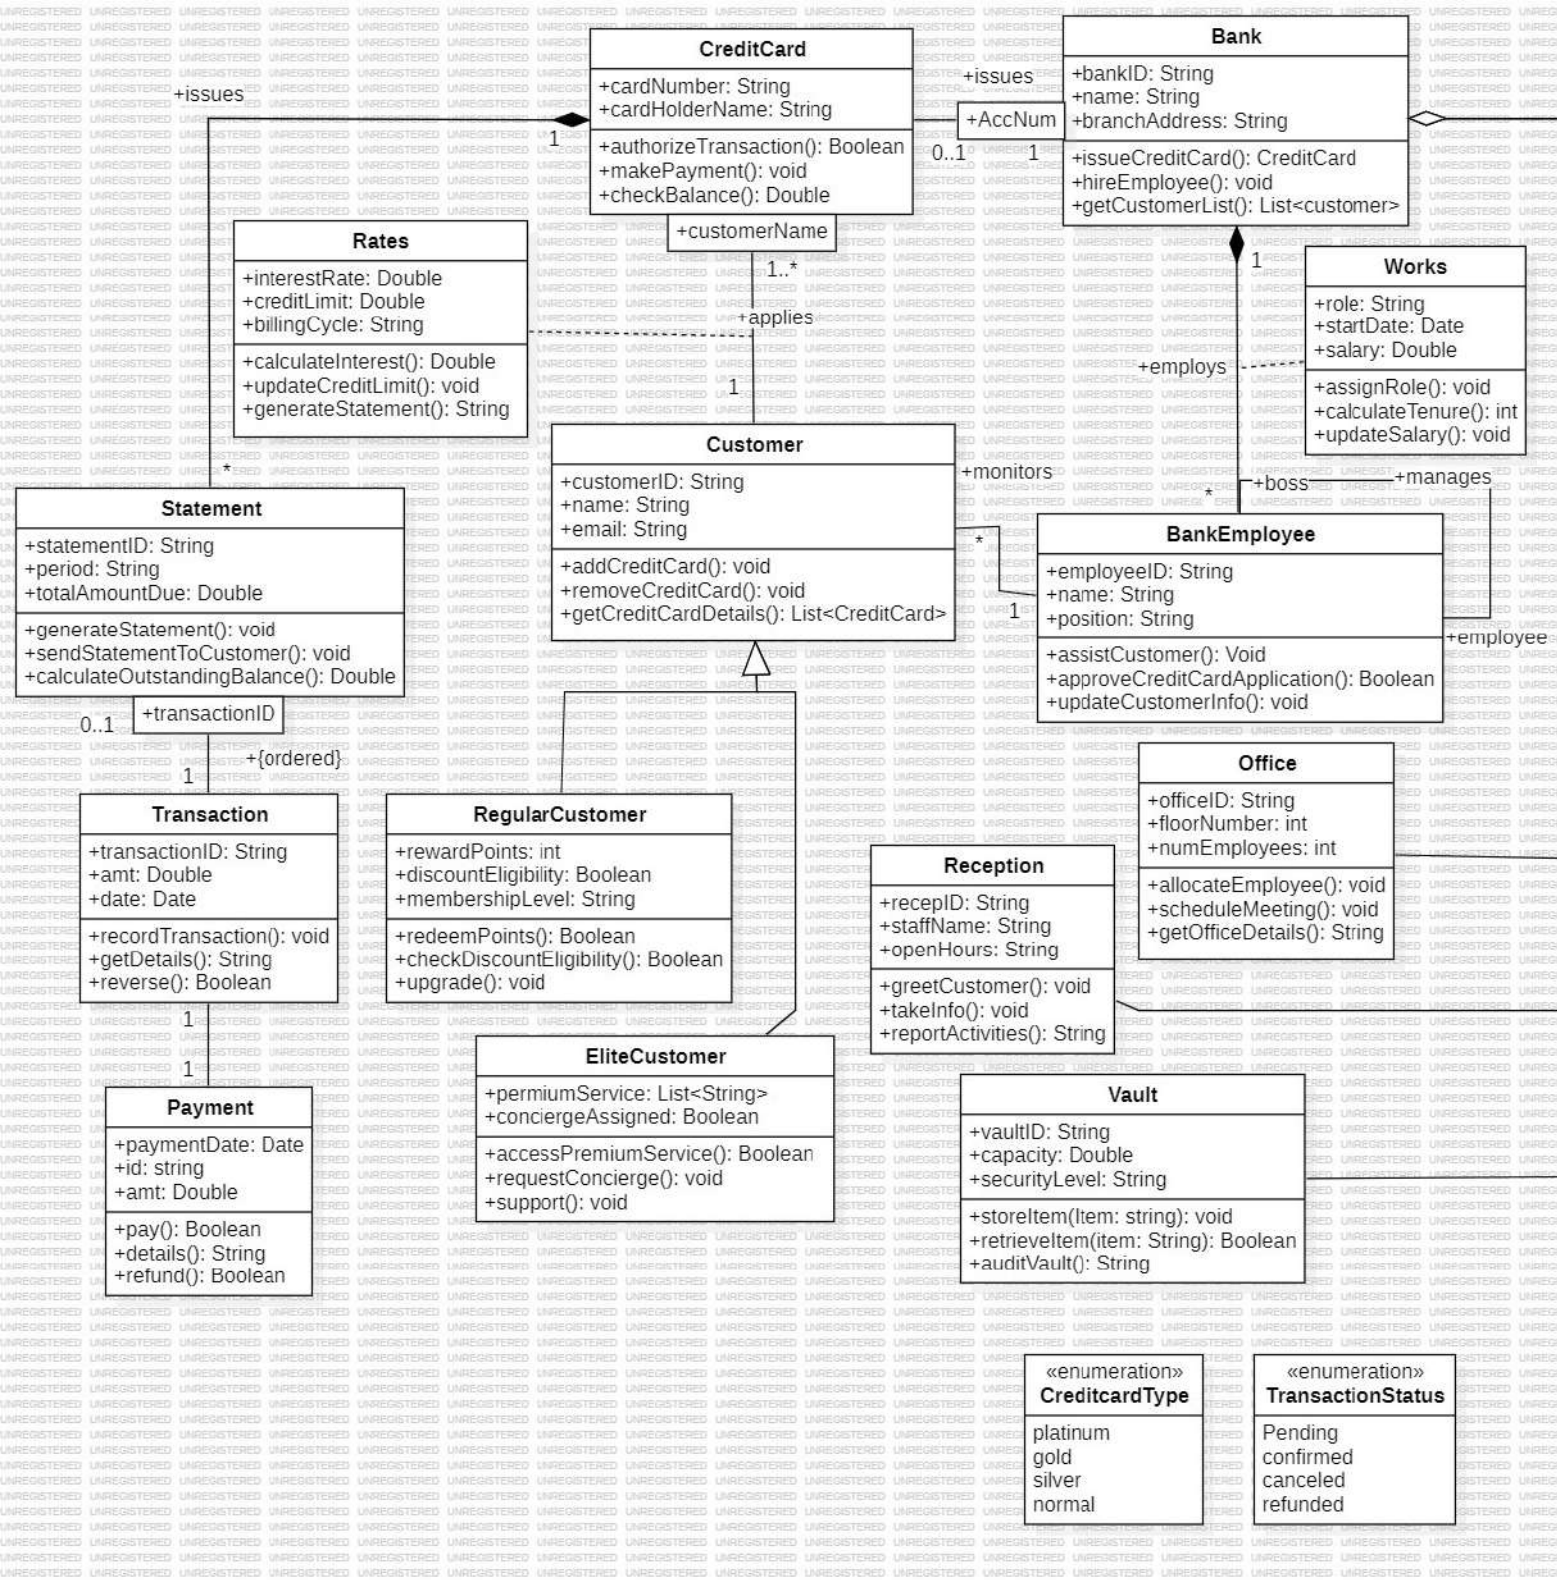 CreditCard
+cardNumber: String
+cardHolderName: String
+authorizeTransaction(): Boolean
+makePayment(): void
+checkBalance(): Double
+customerName
+issues
1
+issues
+AccNum
0..1
1
Bank
+bankID: String
+name: String
+branchAddress: String
+issueCreditCard(): CreditCard
+hireEmployee(): void
+getCustomerList(): List<customer>
1
Rates
+interestRate: Double
+creditLimit: Double
+billingCycle: String
+calculateInterest(): Double
+updateCreditLimit(): void
+generateStatement(): String
1..*
+applies
1
Works
+role: String
+startDate: Date
+salary: Double
+assignRole(): void
+calculateTenure(): int
+updateSalary(): void
+employs
*
+boss
+manages
+employee
Customer
+customerID: String
+name: String
+email: String
+addCreditCard(): void
+removeCreditCard(): void
+getCreditCardDetails(): List<CreditCard>
+monitors
*
1
BankEmployee
+employeeID: String
+name: String
+position: String
+assistCustomer(): Void
+approveCreditCardApplication(): Boolean
+updateCustomerInfo(): void
*
Statement
+statementID: String
+period: String
+totalAmountDue: Double
+generateStatement(): void
+sendStatementToCustomer(): void
+calculateOutstandingBalance(): Double
+transactionID
0..1
+{ordered}
1
Transaction
+transactionID: String
+amt: Double
+date: Date
+recordTransaction(): void
+getDetails(): String
+reverse(): Boolean
1
1
Payment
+paymentDate: Date
+id: string
+amt: Double
+pay(): Boolean
+details(): String
+refund(): Boolean
RegularCustomer
+rewardPoints: int
+discountEligibility: Boolean
+membershipLevel: String
+redeemPoints(): Boolean
+checkDiscountEligibility(): Boolean
+upgrade(): void
EliteCustomer
+permiumService: List<String>
+conciergeAssigned: Boolean
+accessPremiumService(): Boolean
+requestConcierge(): void
+support(): void
Office
+officeID: String
+floorNumber: int
+numEmployees: int
+allocateEmployee(): void
+scheduleMeeting(): void
+getOfficeDetails(): String
Reception
+recepID: String
+staffName: String
+openHours: String
+greetCustomer(): void
+takeInfo(): void
+reportActivities(): String
Vault
+vaultID: String
+capacity: Double
+securityLevel: String
+storeItem(Item: string): void
+retrieveItem(item: String): Boolean
+auditVault(): String
«enumeration»
CreditcardType
platinum
gold
silver
normal
«enumeration»
TransactionStatus
Pending
confirmed
canceled
refunded
UNREGISTERED